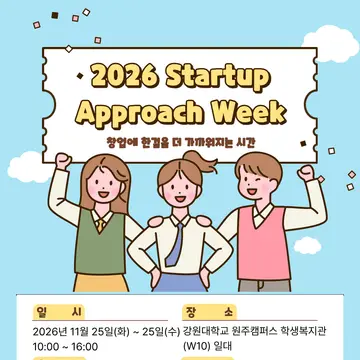 2026 Startup
Approach Week
창업에 한걸음 더 가까워지는 시간
일 시
장 소
2026년 11월 25일(화) ~ 25일(수)
10:00 ~ 16:00
강원대학교 원주캠퍼스 학생복지관
(W10) 일대